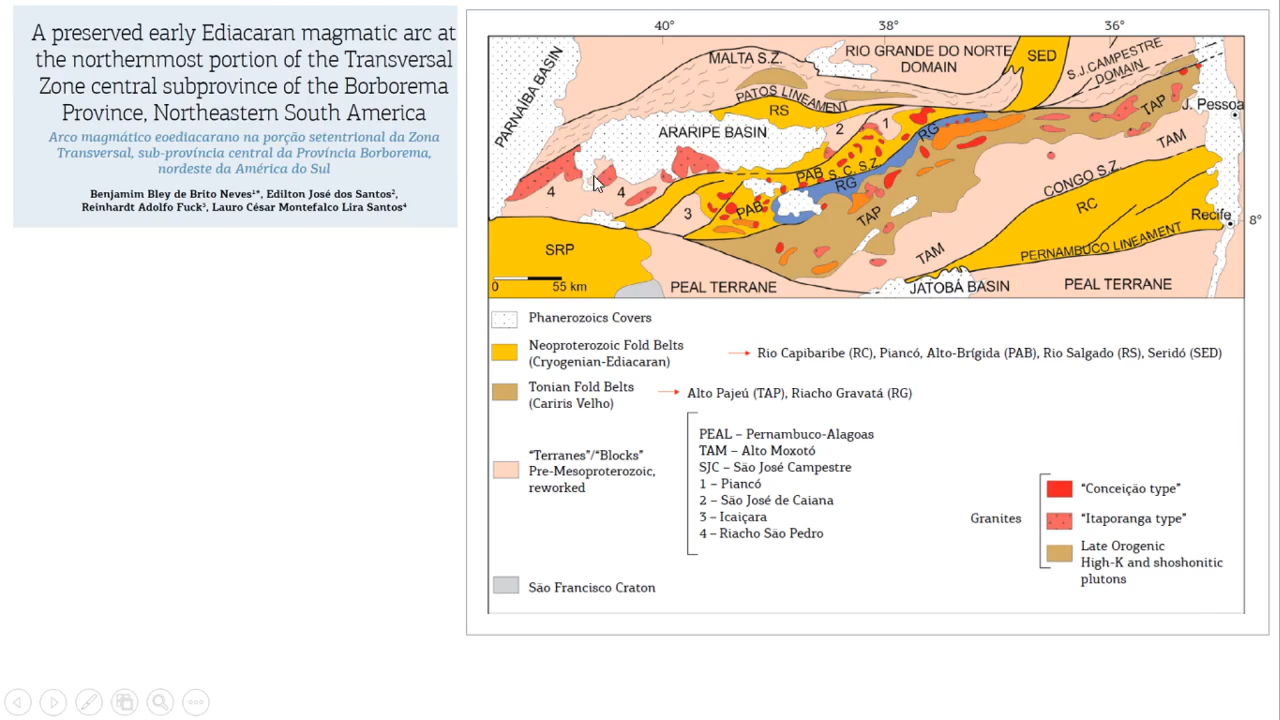 A preserved early Ediacaran magmatic arc at
the northernmost portion of the Transversal
Zone central subprovince of the Borborema
Province, Northeastern South America
Arco magmático eoediacarano na porção setentrional da Zona
Transversal, sub-província central da Província Borborema,
nordeste da América do Sul
Benjamim Bley de Brito Neves¹*, Edilton José dos Santos²,
Reinhardt Adolfo Fuck³, Lauro César Montefalco Lira Santos⁴
40°
38°
36°
PARNAÍBA BASIN
MALTA S.Z.
RIO GRANDE DO NORTE
DOMAIN
SED
S.J.CAMPESTRE
DOMAIN
PATOS LINEAMENT
RS
ARARIPE BASIN
2
1
RG
TAP
J. Pessoa
TAM
4
4
PAB
S. C. S. Z.
RG
CONGO S.Z.
3
PAB
TAP
RC
Recife
8°
SRP
TAM
PERNAMBUCO LINEAMENT
0 55 km
PEAL TERRANE
JATOBÁ BASIN
PEAL TERRANE
Phanerozoics Covers
Neoproterozoic Fold Belts
(Cryogenian-Ediacaran)
Rio Capibaribe (RC), Piancó, Alto-Brígida (PAB), Rio Salgado (RS), Seridó (SED)
Tonian Fold Belts
(Cariris Velho)
Alto Pajeú (TAP), Riacho Gravatá (RG)
"Terranes"/"Blocks"
Pre-Mesoproterozoic,
reworked
PEAL – Pernambuco-Alagoas
TAM – Alto Moxotó
SJC – São José Campestre
1 – Piancó
2 – São José de Caiana
3 – Icaiçara
4 – Riacho São Pedro
Granites
"Conceição type"
"Itaporanga type"
Late Orogenic
High-K and shoshonitic
plutons
São Francisco Craton